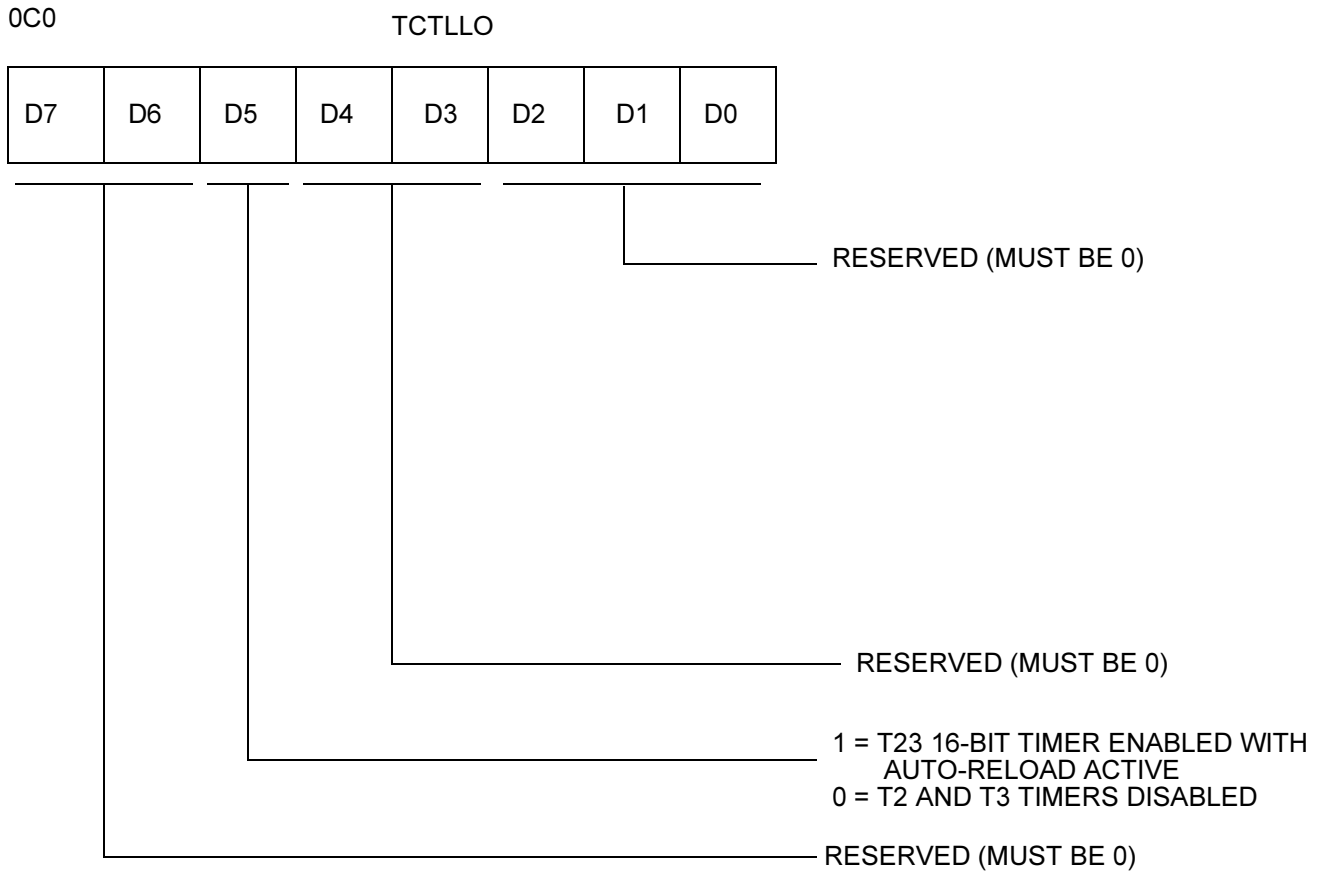 0C0
TCTLLO
D7 D6 D5 D4 D3 D2 D1 D0
RESERVED (MUST BE 0)
RESERVED (MUST BE 0)
1 = T23 16-BIT TIMER ENABLED WITH
AUTO-RELOAD ACTIVE
0 = T2 AND T3 TIMERS DISABLED
RESERVED (MUST BE 0)